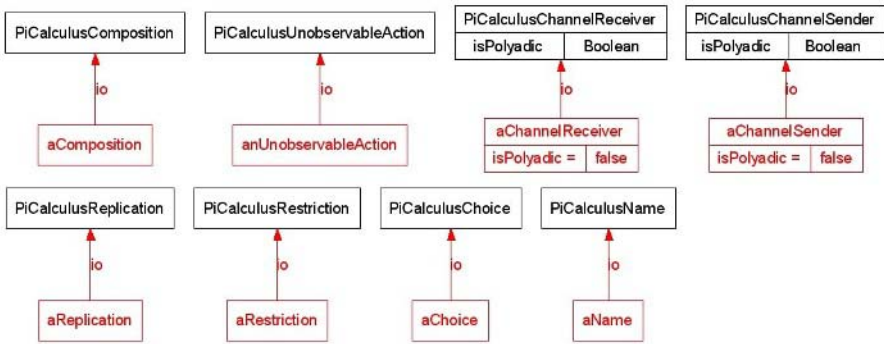 PiCalculusComposition
PiCalculusUnobservableAction
PiCalculusChannelReceiver
isPolyadic Boolean
PiCalculusChannelSender
isPolyadic Boolean
io
io
io
io
aComposition
anUnobservableAction
aChannelReceiver
isPolyadic = false
aChannelSender
isPolyadic = false
PiCalculusReplication
PiCalculusRestriction
PiCalculusChoice
PiCalculusName
io
io
io
io
aReplication
aRestriction
aChoice
aName